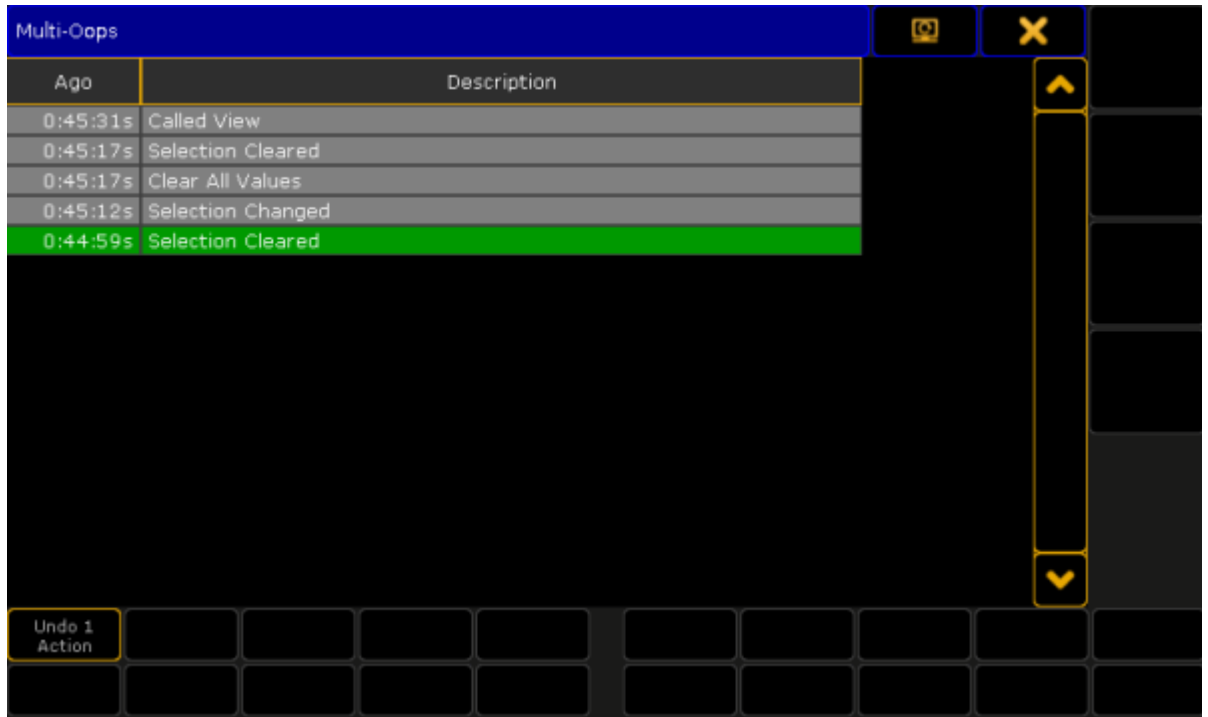 Multi-Oops
Ago Description
0:45:31s Called View
0:45:17s Selection Cleared
0:45:17s Clear All Values
0:45:12s Selection Changed
0:44:59s Selection Cleared
Undo 1
Action